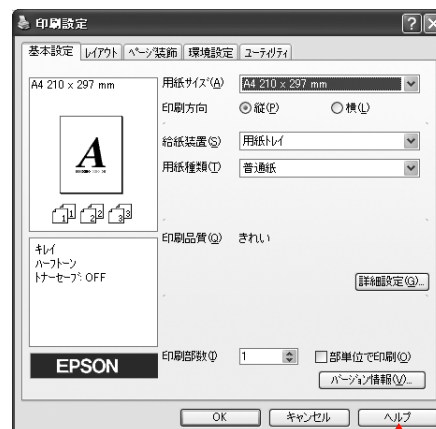 印刷設定
基本設定 レイアウト ページ装飾 環境設定 ユーティリティ
A4 210 x 297 mm
A
1 1 2 2 3 3
キレイ
ハーフトーン
トナーセーブ: OFF
EPSON
用紙サイズ(A) A4 210 x 297 mm
印刷方向 縦(P) 横(L)
給紙装置(S) 用紙トレイ
用紙種類(T) 普通紙
印刷品質(Q) きれい
詳細設定(G)...
印刷部数(I) 1 部単位で印刷(O)
バージョン情報(V)...
OK キャンセル ヘルプ